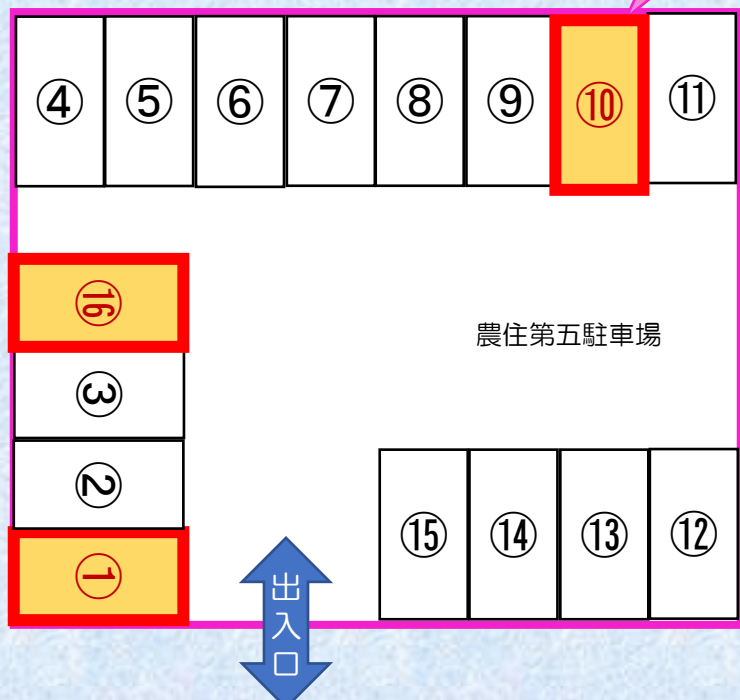 ④ ⑤ ⑥ ⑦ ⑧ ⑨ ⑩ ⑪
⑯
農住第五駐車場
③
②
⑮ ⑭ ⑬ ⑫
①
出入口